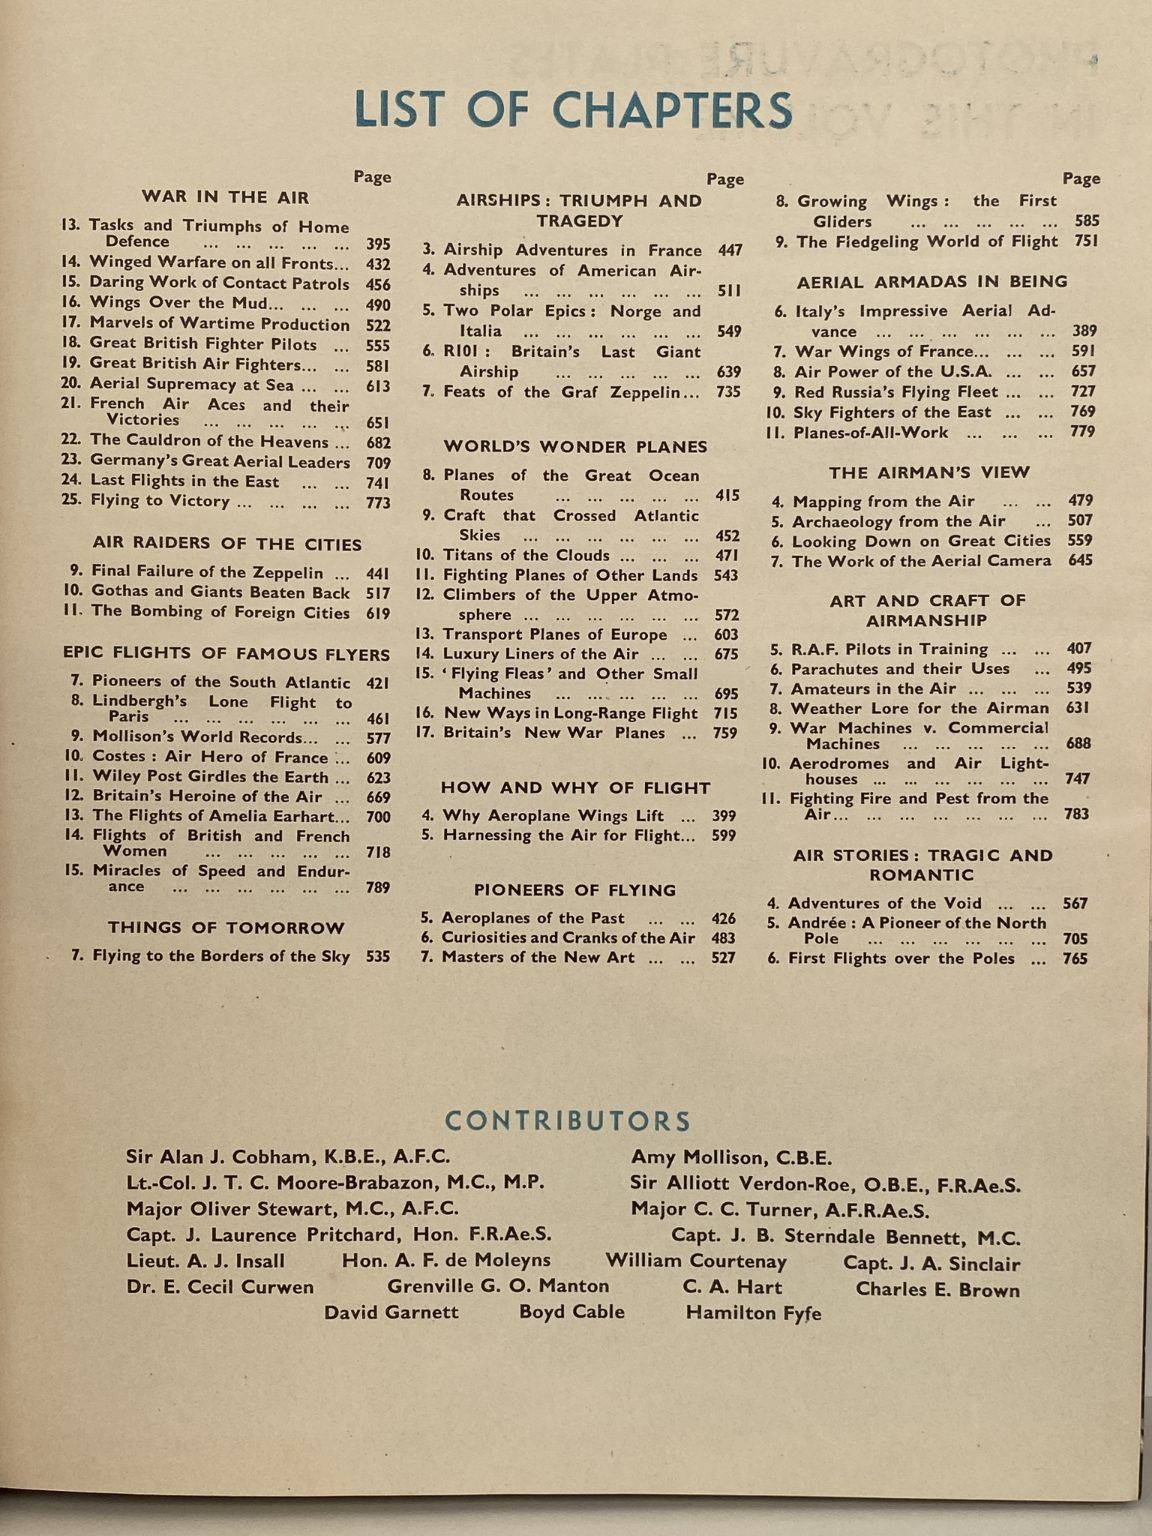 LIST OF CHAPTERS
Page
WAR IN THE AIR
13. Tasks and Triumphs of Home
Defence ... ... ... ... ... 395
14. Winged Warfare on all Fronts... 432
15. Daring Work of Contact Patrols 456
16. Wings Over the Mud... ... ... 490
17. Marvels of Wartime Production 522
18. Great British Fighter Pilots ... 555
19. Great British Air Fighters... ... 581
20. Aerial Supremacy at Sea ... ... 613
21. French Air Aces and their
Victories ... ... ... ... ... 651
22. The Cauldron of the Heavens ... 682
23. Germany's Great Aerial Leaders 709
24. Last Flights in the East ... ... 741
25. Flying to Victory ... ... ... ... 773
AIR RAIDERS OF THE CITIES
9. Final Failure of the Zeppelin ... 441
10. Gothas and Giants Beaten Back 517
11. The Bombing of Foreign Cities 619
EPIC FLIGHTS OF FAMOUS FLYERS
7. Pioneers of the South Atlantic 421
8. Lindbergh's Lone Flight to
Paris ... ... ... ... ... ... 461
9. Mollison's World Records... ... 577
10. Costes : Air Hero of France ... 609
11. Wiley Post Girdles the Earth ... 623
12. Britain's Heroine of the Air ... 669
13. The Flights of Amelia Earhart... 700
14. Flights of British and French
Women ... ... ... ... ... 718
15. Miracles of Speed and Endur-
ance ... ... ... ... ... ... 789
THINGS OF TOMORROW
7. Flying to the Borders of the Sky 535
Page
AIRSHIPS : TRIUMPH AND
TRAGEDY
3. Airship Adventures in France 447
4. Adventures of American Air-
ships ... ... ... ... ... ... 511
5. Two Polar Epics : Norge and
Italia ... ... ... ... ... ... 549
6. R101 : Britain's Last Giant
Airship ... ... ... ... ... 639
7. Feats of the Graf Zeppelin... 735
WORLD'S WONDER PLANES
8. Planes of the Great Ocean
Routes ... ... ... ... ... 415
9. Craft that Crossed Atlantic
Skies ... ... ... ... ... ... 452
10. Titans of the Clouds ... ... ... 471
11. Fighting Planes of Other Lands 543
12. Climbers of the Upper Atmo-
sphere ... ... ... ... ... ... 572
13. Transport Planes of Europe ... 603
14. Luxury Liners of the Air ... ... 675
15. 'Flying Fleas' and Other Small
Machines ... ... ... ... ... 695
16. New Ways in Long-Range Flight 715
17. Britain's New War Planes ... 759
HOW AND WHY OF FLIGHT
4. Why Aeroplane Wings Lift ... 399
5. Harnessing the Air for Flight... 599
PIONEERS OF FLYING
5. Aeroplanes of the Past ... ... 426
6. Curiosities and Cranks of the Air 483
7. Masters of the New Art ... ... 527
Page
8. Growing Wings : the First
Gliders ... ... ... ... ... 585
9. The Fledgeling World of Flight 751
AERIAL ARMADAS IN BEING
6. Italy's Impressive Aerial Ad-
vance ... ... ... ... ... ... 389
7. War Wings of France... ... ... 591
8. Air Power of the U.S.A. ... ... 657
9. Red Russia's Flying Fleet ... ... 727
10. Sky Fighters of the East ... ... 769
11. Planes-of-All-Work ... ... ... 779
THE AIRMAN'S VIEW
4. Mapping from the Air ... ... 479
5. Archaeology from the Air ... 507
6. Looking Down on Great Cities 559
7. The Work of the Aerial Camera 645
ART AND CRAFT OF
AIRMANSHIP
5. R.A.F. Pilots in Training ... ... 407
6. Parachutes and their Uses ... 495
7. Amateurs in the Air ... ... ... 539
8. Weather Lore for the Airman 631
9. War Machines v. Commercial
Machines ... ... ... ... ... 688
10. Aerodromes and Air Light-
houses ... ... ... ... ... ... 747
11. Fighting Fire and Pest from the
Air... ... ... ... ... ... ... ... 783
AIR STORIES : TRAGIC AND
ROMANTIC
4. Adventures of the Void ... ... 567
5. Andrée : A Pioneer of the North
Pole ... ... ... ... ... ... 705
6. First Flights over the Poles ... 765
CONTRIBUTORS
Sir Alan J. Cobham, K.B.E., A.F.C. Amy Mollison, C.B.E.
Lt.-Col. J. T. C. Moore-Brabazon, M.C., M.P. Sir Alliott Verdon-Roe, O.B.E., F.R.Ae.S.
Major Oliver Stewart, M.C., A.F.C. Major C. C. Turner, A.F.R.Ae.S.
Capt. J. Laurence Pritchard, Hon. F.R.Ae.S. Capt. J. B. Sterndale Bennett, M.C.
Lieut. A. J. Insall Hon. A. F. de Moleyns William Courtenay Capt. J. A. Sinclair
Dr. E. Cecil Curwen Grenville G. O. Manton C. A. Hart Charles E. Brown
David Garnett Boyd Cable Hamilton Fyfe